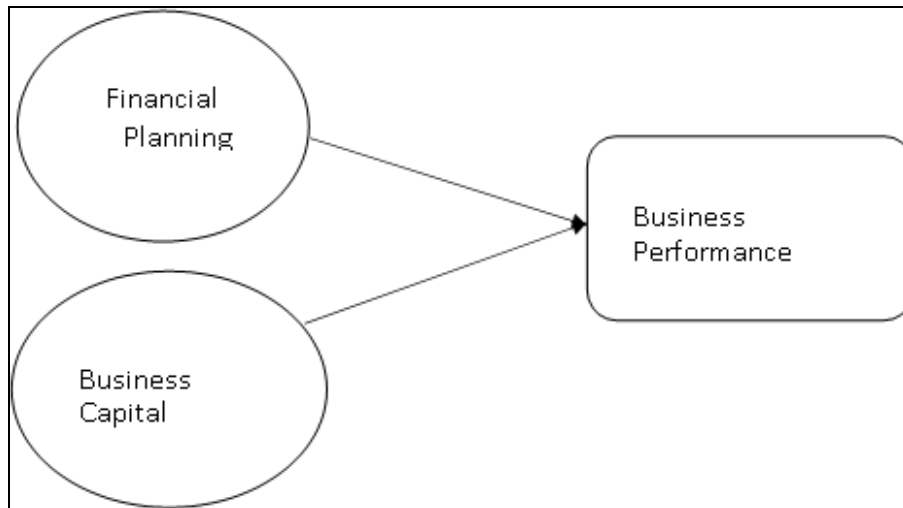 Financial
Planning
Business
Performance
Business
Capital